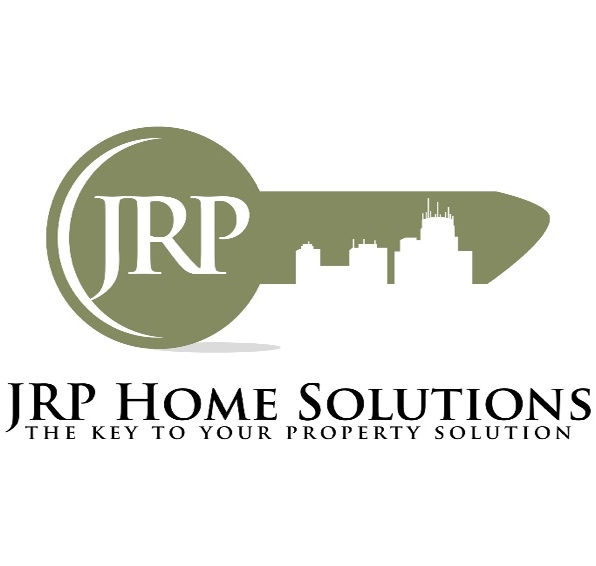 JRP
JRP Home Solutions
THE KEY TO YOUR PROPERTY SOLUTION